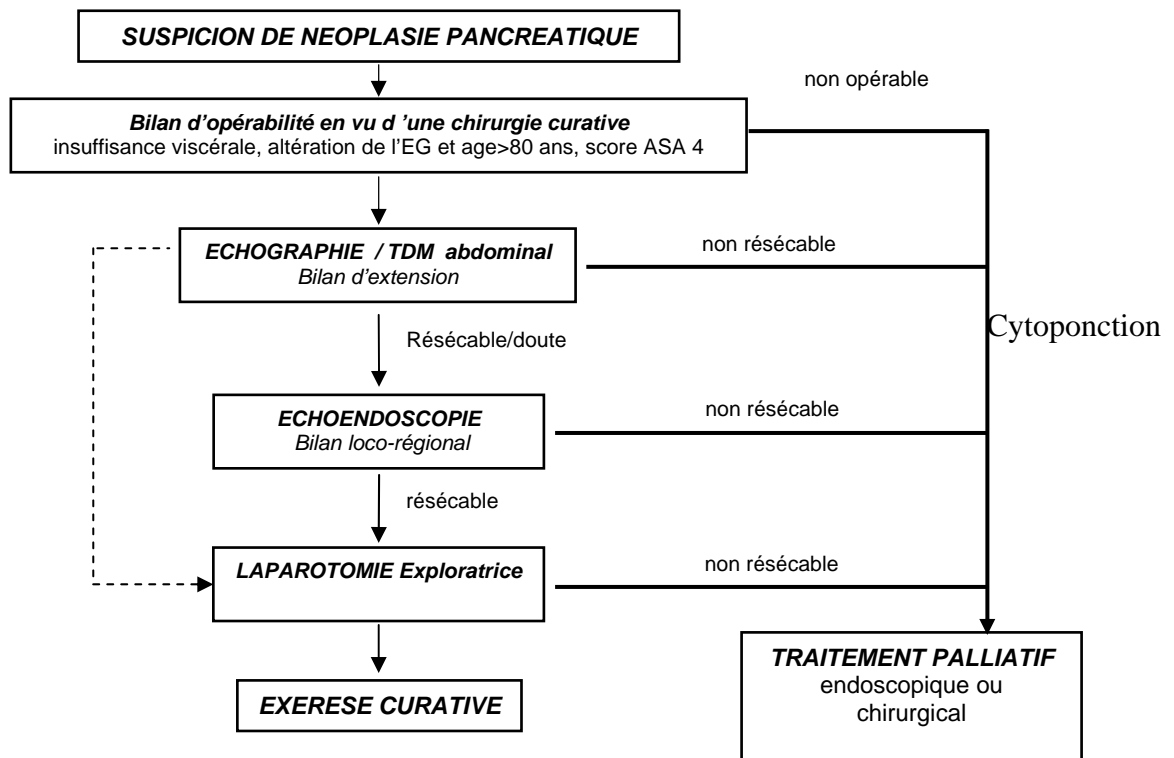 SUSPICION DE NEOPLASIE PANCREATIQUE
non opérable
Bilan d'opérabilité en vu d 'une chirurgie curative
insuffisance viscérale, altération de l'EG et age>80 ans, score ASA 4
ECHOGRAPHIE / TDM abdominal
Bilan d'extension
non résécable
Résécable/doute
Cytoponction
ECHOENDOSCOPIE
Bilan loco-régional
non résécable
résécable
LAPAROTOMIE Exploratrice
non résécable
EXERESE CURATIVE
TRAITEMENT PALLIATIF
endoscopique ou
chirurgical